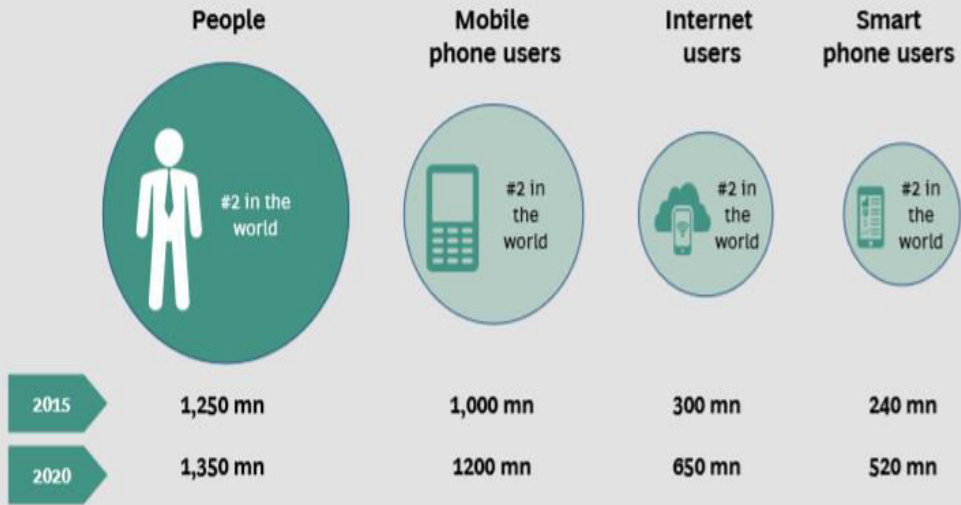 People
Mobile
phone users
Internet
users
Smart
phone users
#2 in the
world
#2 in
the
world
#2 in
the
world
#2 in
the
world
2015
1,250 mn
1,000 mn
300 mn
240 mn
2020
1,350 mn
1200 mn
650 mn
520 mn